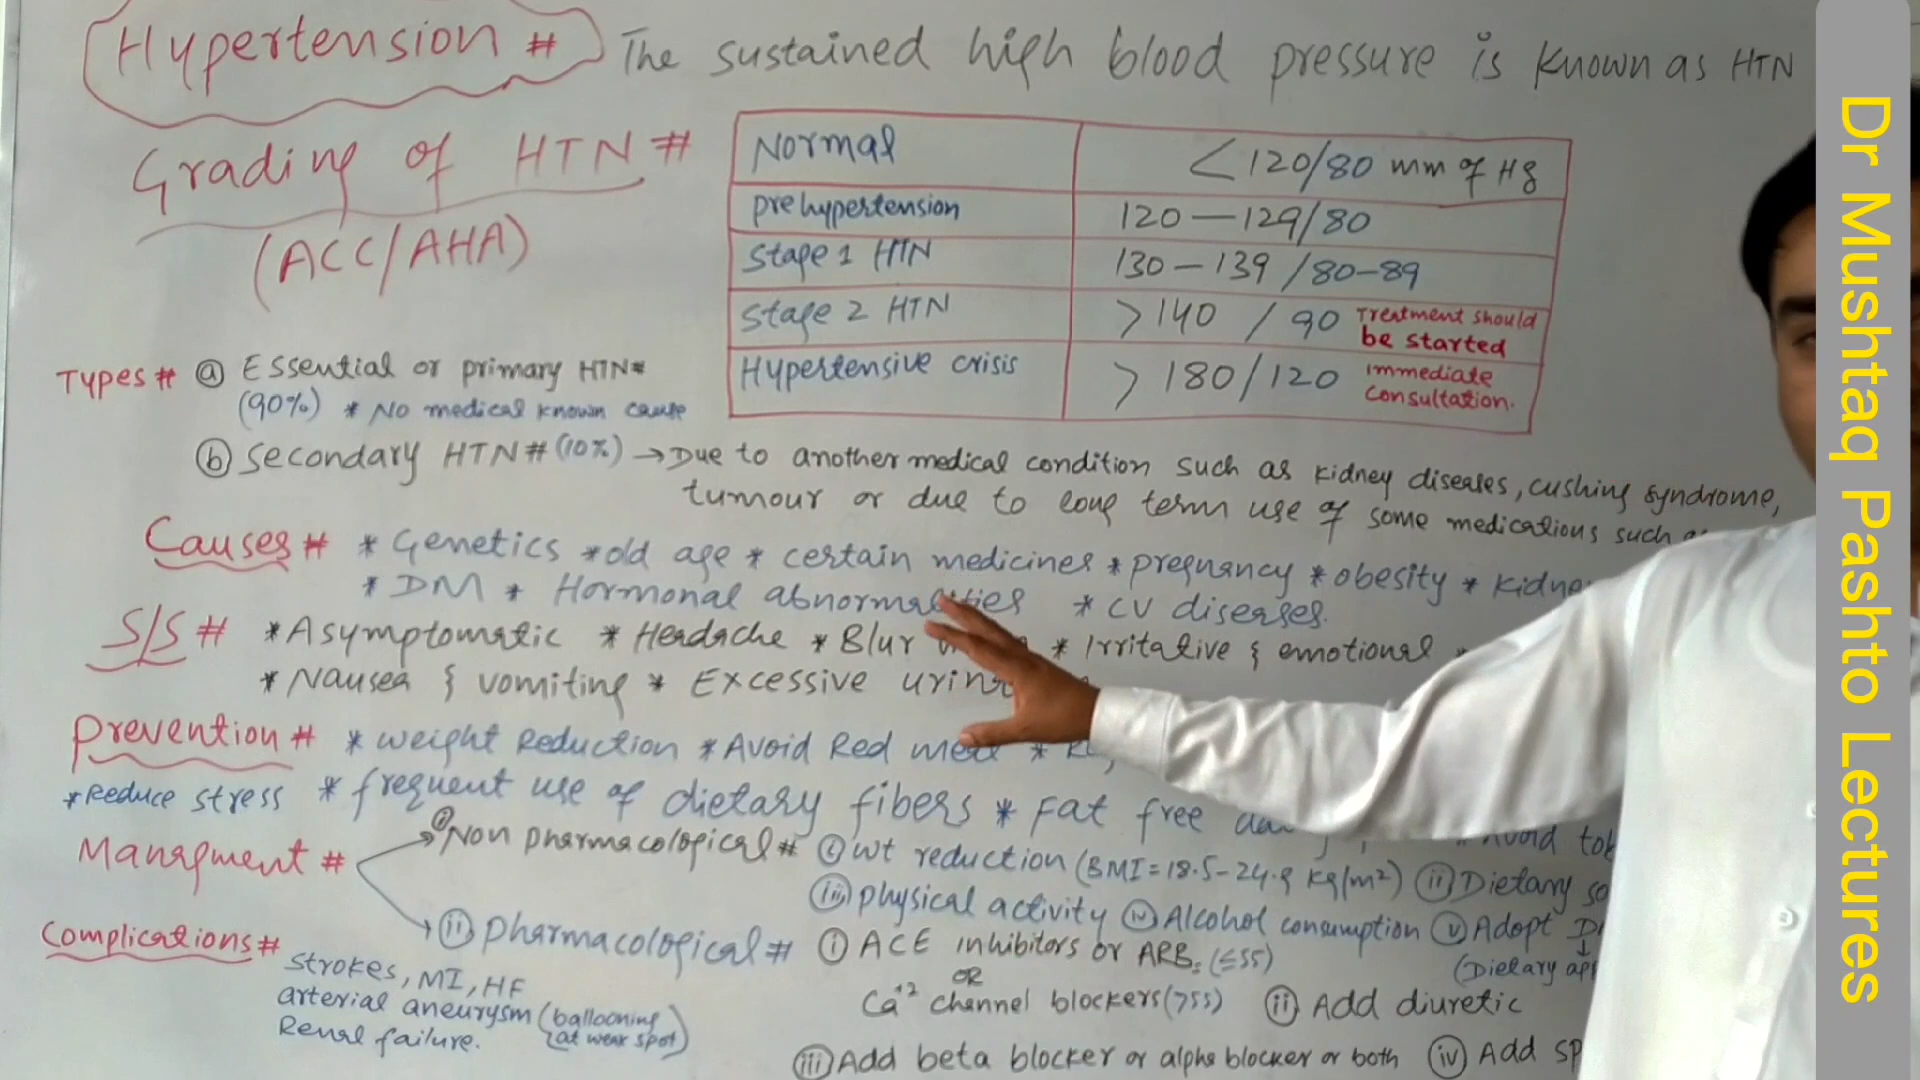 Hypertension # The sustained high blood pressure is known as HTN
Grading of HTN #
(ACC/AHA)
Normal <120/80 mm of Hg
prehypertension 120—129/80
Stage 1 HTN 130—139/80-89
Stage 2 HTN >140/90 Treatment should be started
Hypertensive crisis >180/120 immediate consultation.
Types # ⓐ Essential or primary HTN#
(90%) * No medical known cause
ⓑ Secondary HTN# (10%) → Due to another medical condition such as kidney diseases, cushing syndrome,
tumour or due to long term use of some medications such
Causes # * Genetics * old age * certain medicines * pregnancy * obesity *
* DM * Hormonal abnormalities * CV diseases.
S/S # * Asymptomatic * Headache * Blur * Irritative & emotional *
* Nausea & vomiting * Excessive
Prevention # * weight Reduction * Avoid Red meat *
* Reduce stress * frequent use of dietary fibers * Fat free
Managment # ⓘ Non pharmacological # ⓘ wt reduction (BMI=18.5-24.9 kg/m²) ⓘⓘ Dietary
ⓘⓘⓘ physical activity ⓘⓥ Alcohol consumption ⓥ Adopt
(Dietary
ⓘⓘ pharmacological # ⓘ ACE inhibitors or ARBs (≤55)
OR
Ca⁺² channel blockers (>55) ⓘⓘ Add diuretic
ⓘⓘⓘ Add beta blocker or alpha blocker or both ⓘⓥ Add
Complications #
Strokes, MI, HF
arterial aneurysm (ballooning at weak spot)
Renal failure.
Dr Mushtaq Pashto Lectures